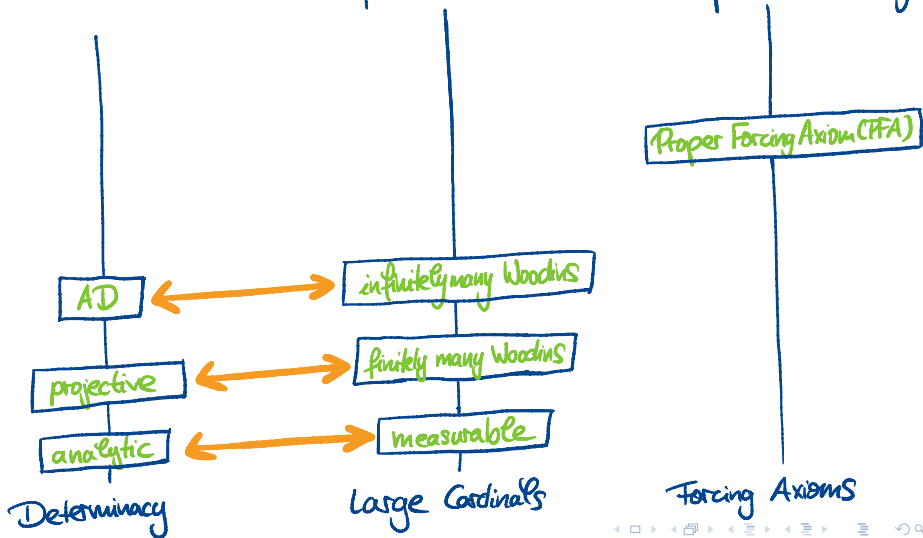 Proper Forcing Axiom (PFA)
AD
infinitely many Woodins
projective
finitely many Woodins
analytic
measurable
Determinacy
Large Cardinals
Forcing Axioms